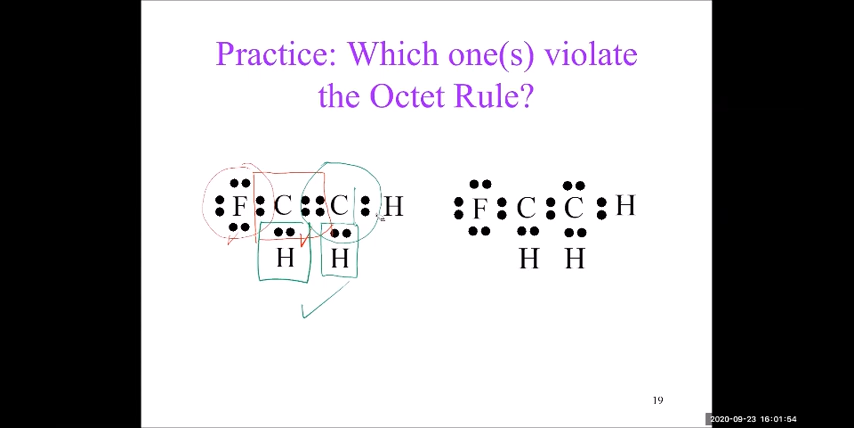 Practice: Which one(s) violate
the Octet Rule?
F C C H
H H
F C C H
H H
19
2020-09-23 16:01:54